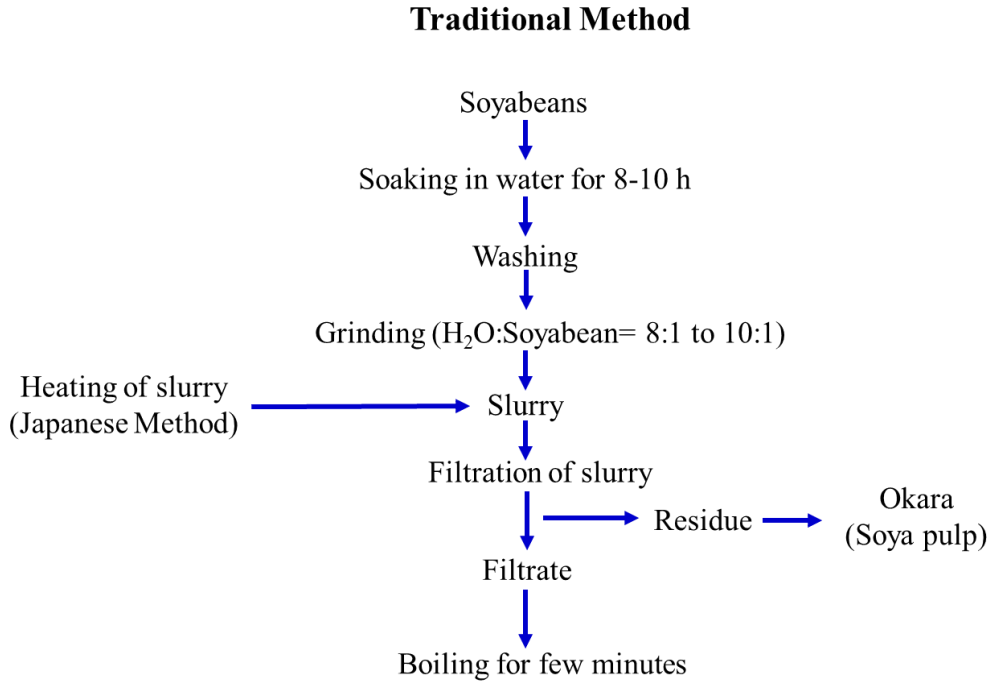 Traditional Method
Soyabeans
Soaking in water for 8-10 h
Washing
Grinding (H₂O:Soyabean= 8:1 to 10:1)
Heating of slurry
(Japanese Method)
Slurry
Filtration of slurry
Residue
Okara
(Soya pulp)
Filtrate
Boiling for few minutes